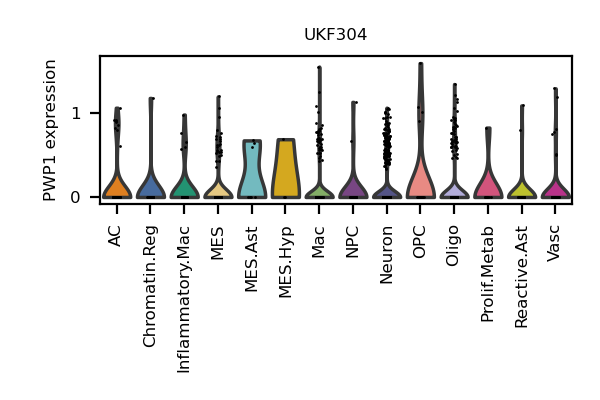 UKF304
PWP1 expression
1
0
AC
Chromatin.Reg
Inflammatory.Mac
MES
MES.Ast
MES.Hyp
Mac
NPC
Neuron
OPC
Oligo
Prolif.Metab
Reactive.Ast
Vasc